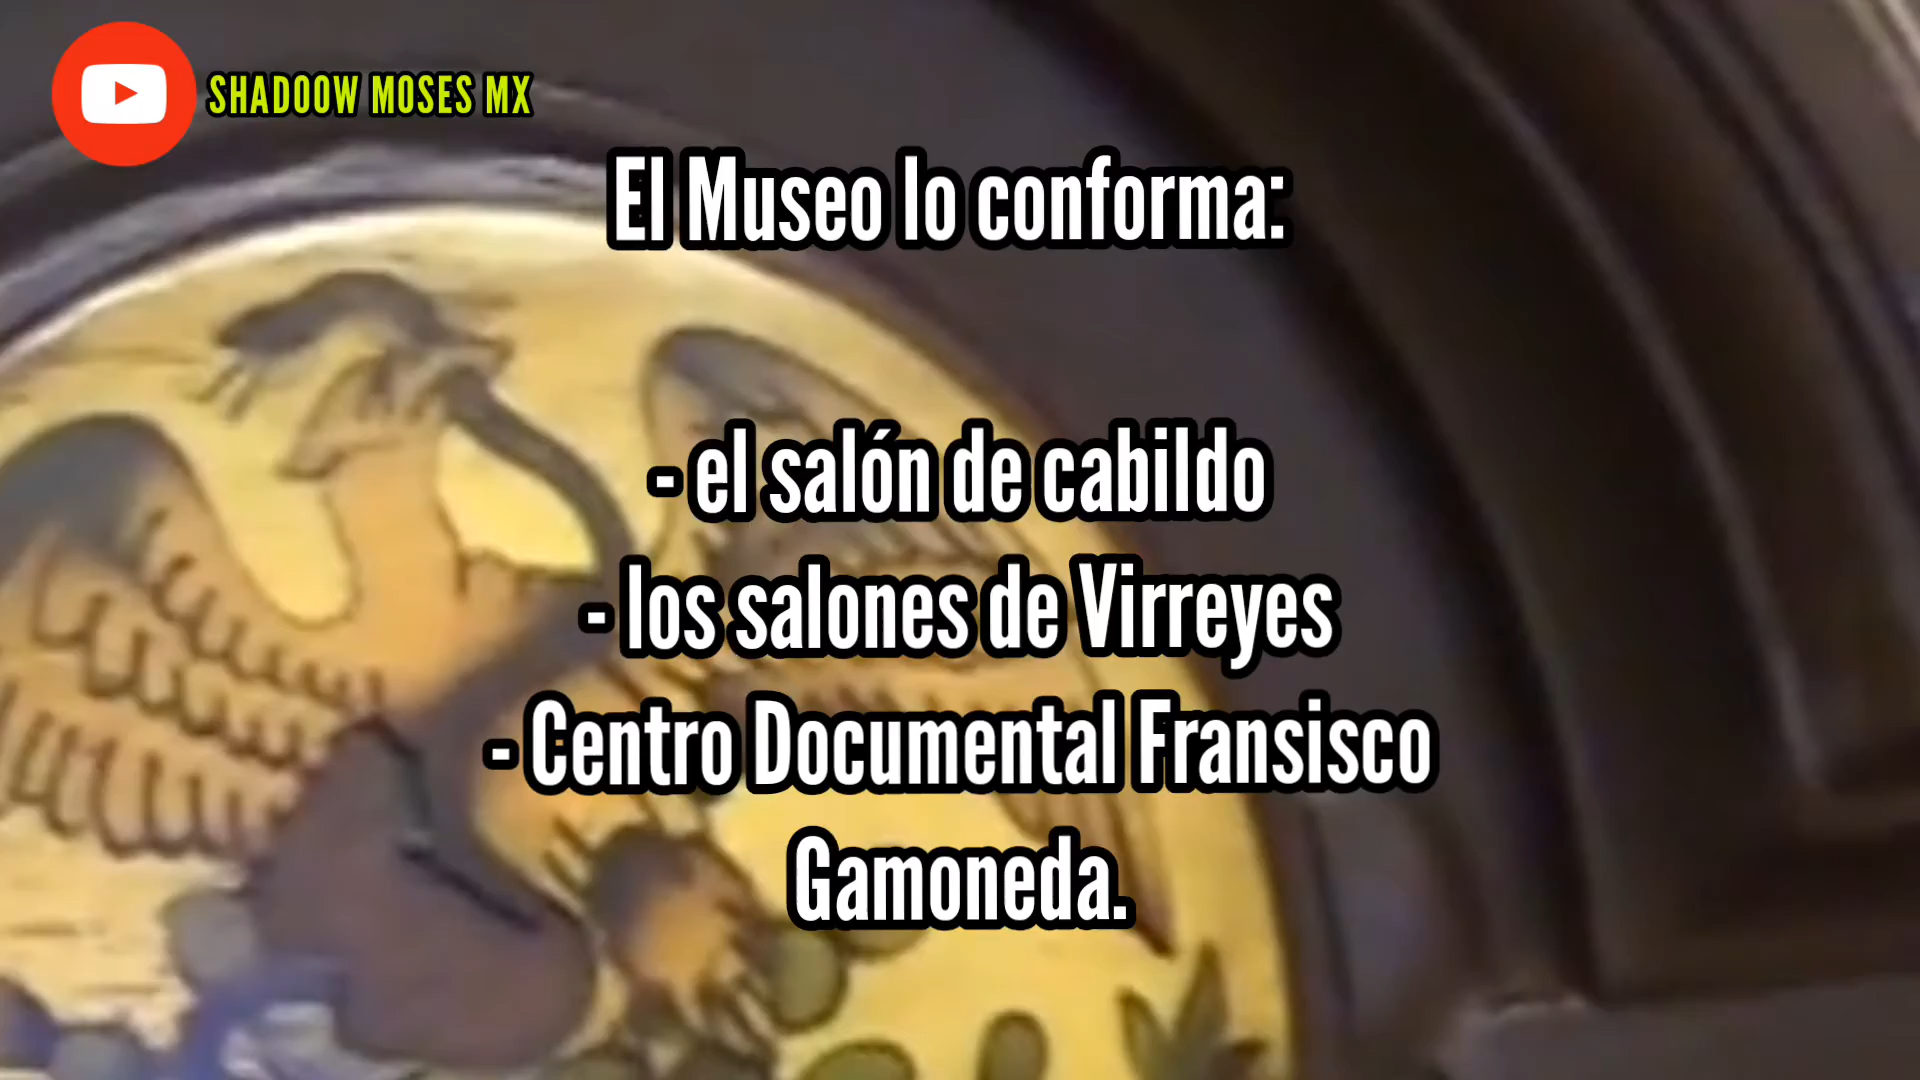 SHADOOW MOSES MX
El Museo lo conforma:
- el salón de cabildo
- los salones de Virreyes
- Centro Documental Fransisco
Gamoneda.